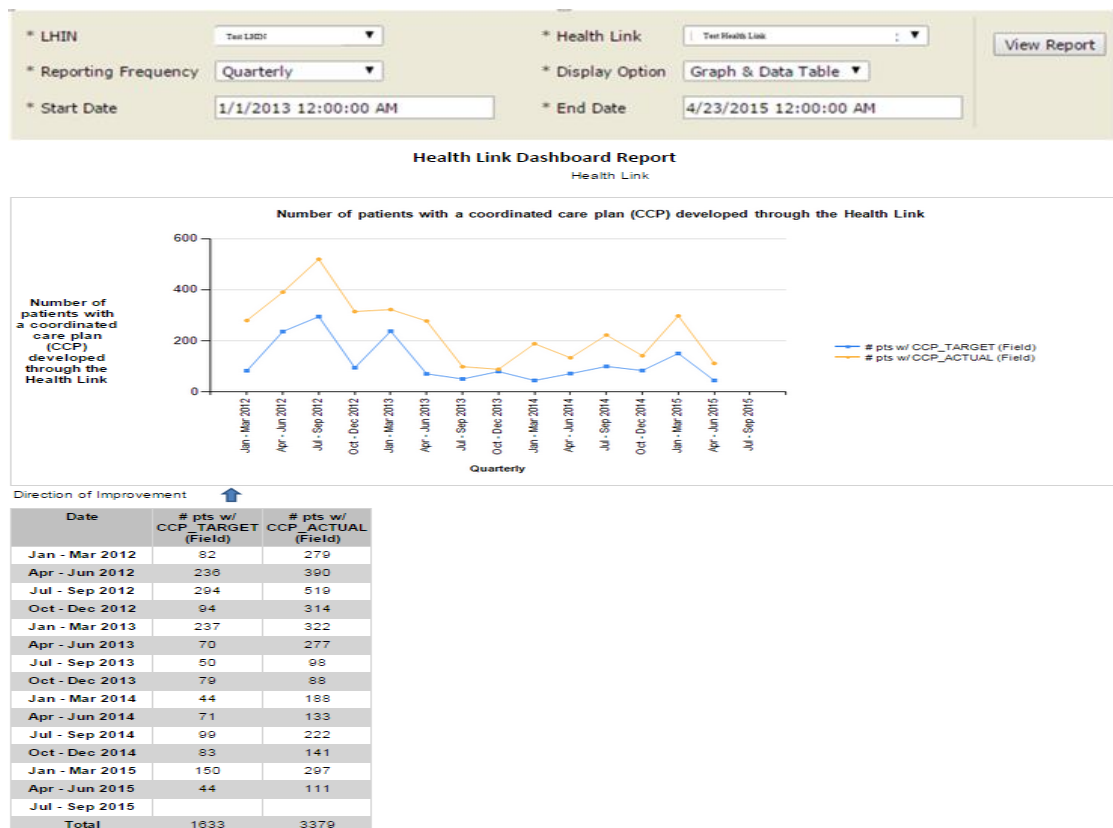 * LHIN Test LHIN * Health Link Test Health Link : View Report
* Reporting Frequency Quarterly * Display Option Graph & Data Table
* Start Date 1/1/2013 12:00:00 AM * End Date 4/23/2015 12:00:00 AM
Health Link Dashboard Report
Health Link
Number of patients with a coordinated care plan (CCP) developed through the Health Link
Number of
patients with
a coordinated
care plan
(CCP)
developed
through the
Health Link
600
400
200
0
Jan - Mar 2012
Apr - Jun 2012
Jul - Sep 2012
Oct - Dec 2012
Jan - Mar 2013
Apr - Jun 2013
Jul - Sep 2013
Oct - Dec 2013
Jan - Mar 2014
Apr - Jun 2014
Jul - Sep 2014
Oct - Dec 2014
Jan - Mar 2015
Apr - Jun 2015
Jul - Sep 2015
Quarterly
# pts w/ CCP_TARGET (Field)
# pts w/ CCP_ACTUAL (Field)
Direction of Improvement
Date # pts w/ CCP_TARGET (Field) # pts w/ CCP_ACTUAL (Field)
Jan - Mar 2012 82 279
Apr - Jun 2012 236 390
Jul - Sep 2012 294 519
Oct - Dec 2012 94 314
Jan - Mar 2013 237 322
Apr - Jun 2013 70 277
Jul - Sep 2013 50 98
Oct - Dec 2013 79 88
Jan - Mar 2014 44 188
Apr - Jun 2014 71 133
Jul - Sep 2014 99 222
Oct - Dec 2014 83 141
Jan - Mar 2015 150 297
Apr - Jun 2015 44 111
Jul - Sep 2015
Total 1633 3379